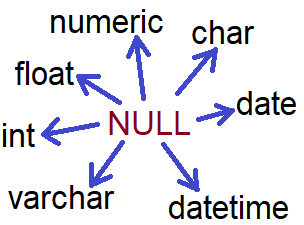 numeric
char
float
date
NULL
int
varchar
datetime